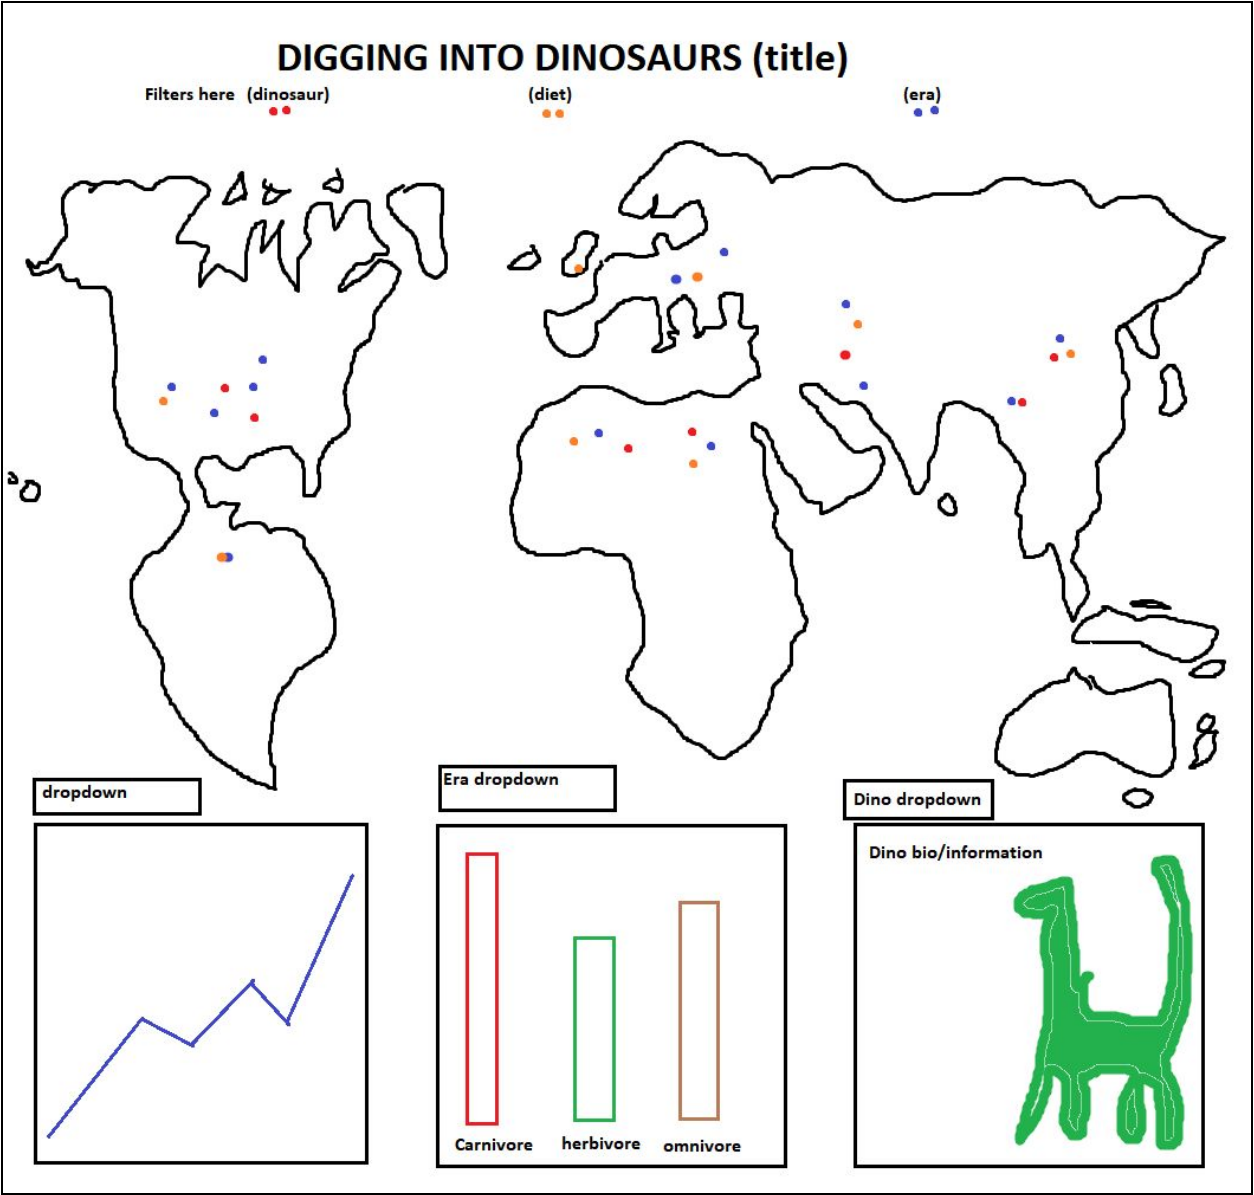 DIGGING INTO DINOSAURS (title)
Filters here (dinosaur) (diet) (era)
dropdown
Era dropdown
Dino dropdown
Dino bio/information
Carnivore herbivore omnivore